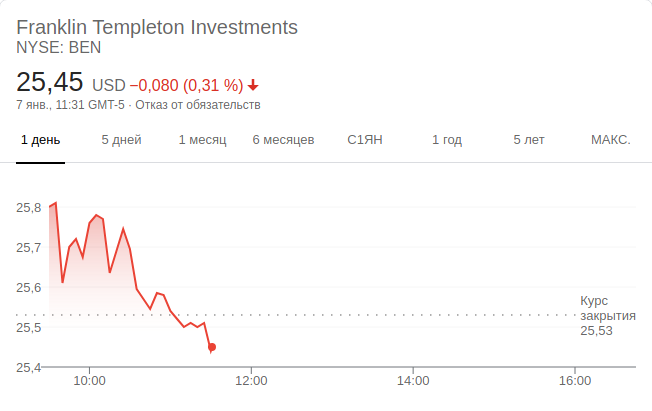 Franklin Templeton Investments
NYSE: BEN
25,45 USD −0,080 (0,31 %)
7 янв., 11:31 GMT-5 · Отказ от обязательств
1 день 5 дней 1 месяц 6 месяцев С1ЯН 1 год 5 лет МАКС.
25,8
25,7
25,6
25,5
25,4
Курс
закрытия
25,53
10:00 12:00 14:00 16:00